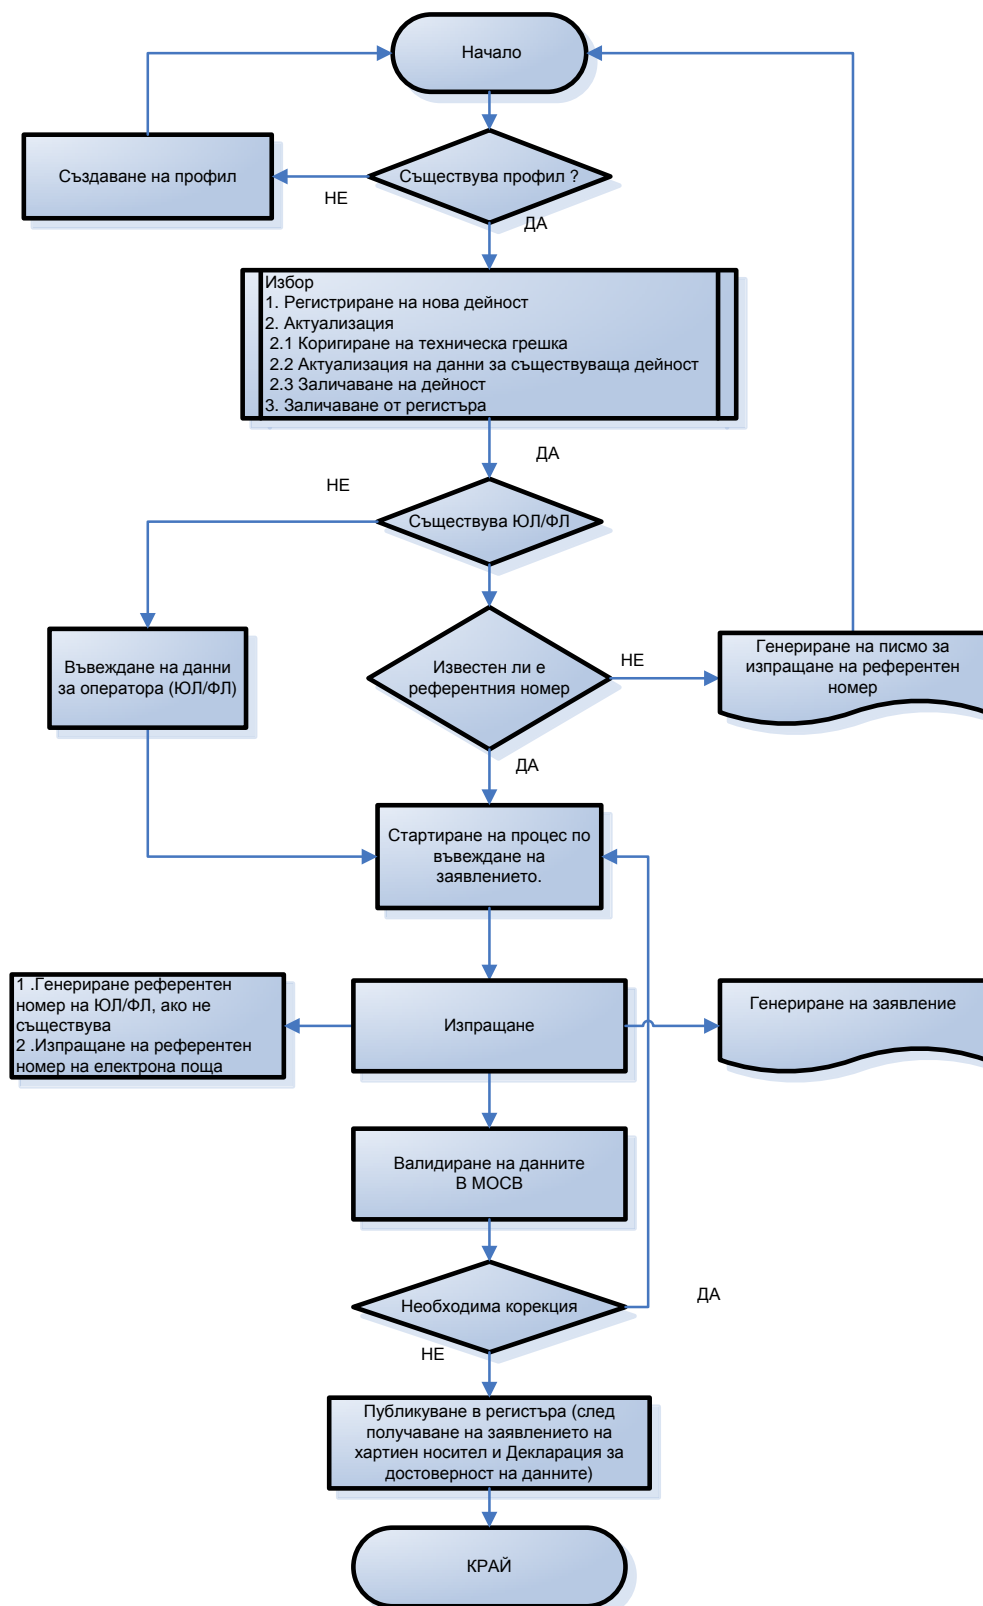 Начало
Създаване на профил
Съществува профил ?
НЕ
ДА
Избор
1. Регистриране на нова дейност
2. Актуализация
2.1 Коригиране на техническа грешка
2.2 Актуализация на данни за съществуваща дейност
2.3 Заличаване на дейност
3. Заличаване от регистъра
ДА
НЕ
Съществува ЮЛ/ФЛ
Въвеждане на данни
за оператора (ЮЛ/ФЛ)
Известен ли е
референтния номер
НЕ
Генериране на писмо за
изпращане на референтен
номер
ДА
Стартиране на процес по
въвеждане на
заявлението.
1 .Генериране референтен
номер на ЮЛ/ФЛ, ако не
съществува
2 .Изпращане на референтен
номер на електрона поща
Изпращане
Генериране на заявление
Валидиране на данните
В МОСВ
Необходима корекция
ДА
НЕ
Публикуване в регистъра (след
получаване на заявлението на
хартиен носител и Декларация за
достоверност на данните)
КРАЙ